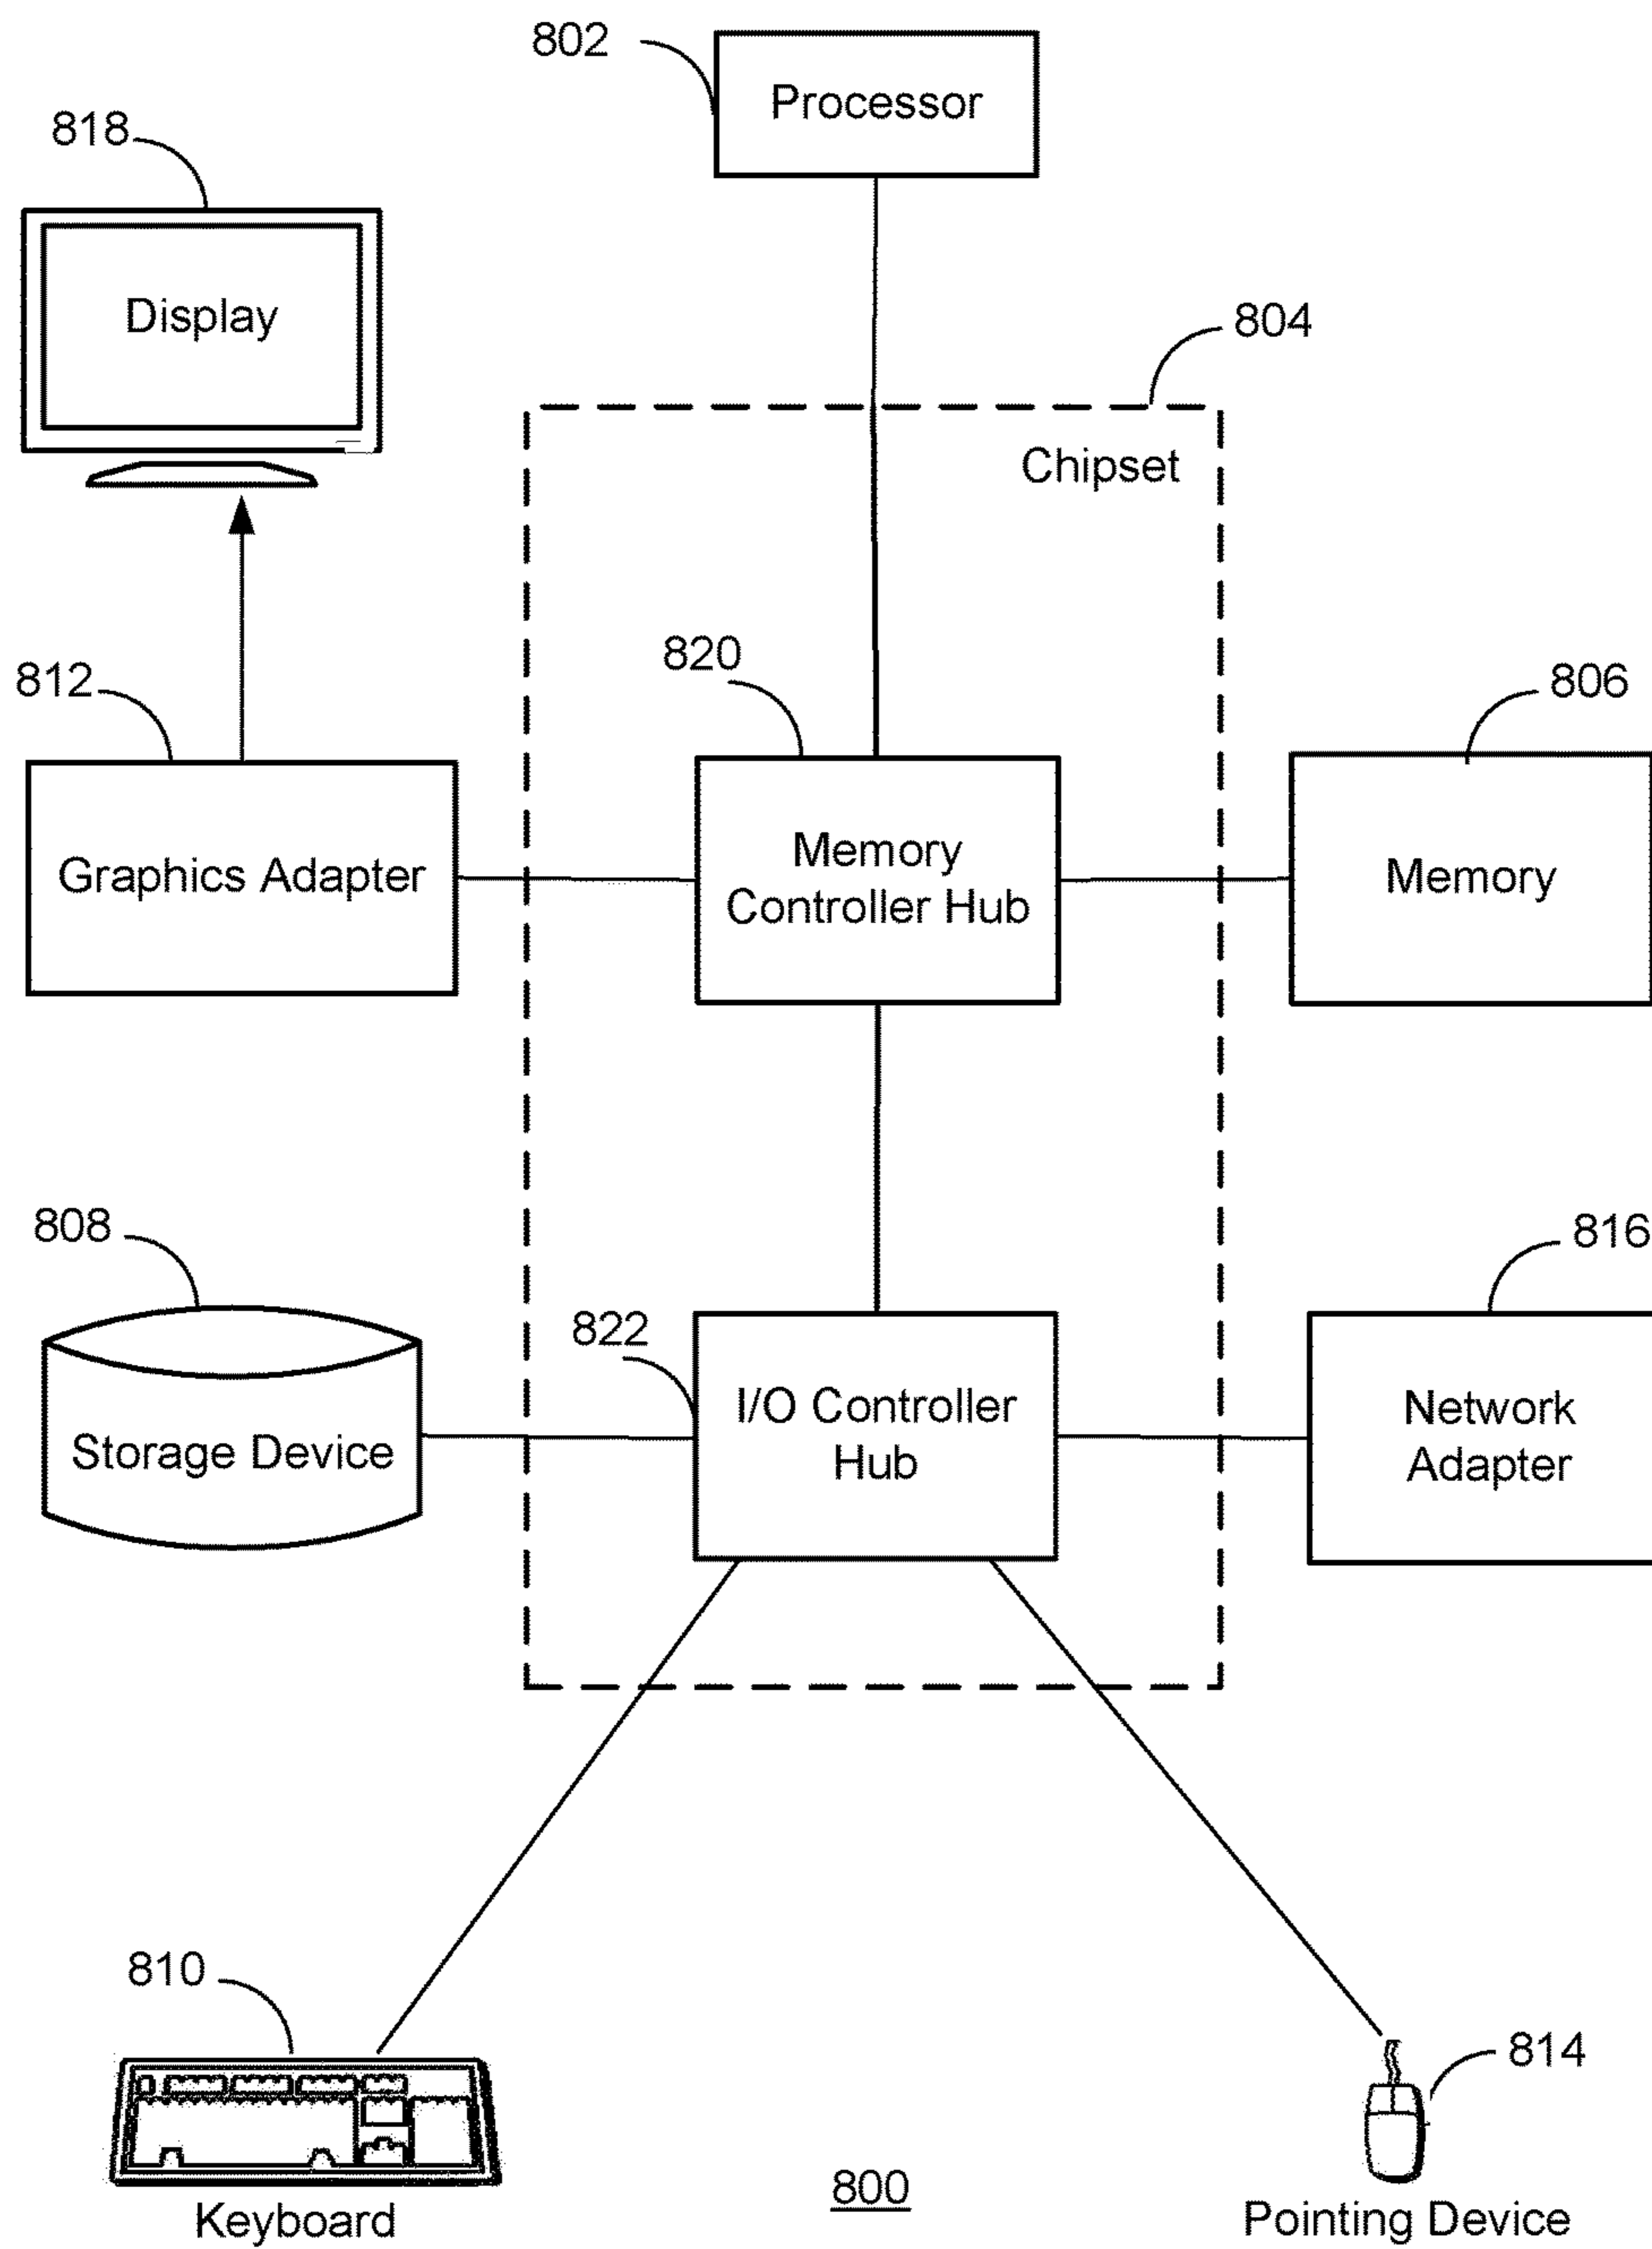 802
Processor
818
Display
804
Chipset
820
812
806
Memory
Controller Hub
Graphics Adapter
Memory
808
816
822
I/O Controller
Hub
Storage Device
Network
Adapter
810
814
Keyboard
800
Pointing Device